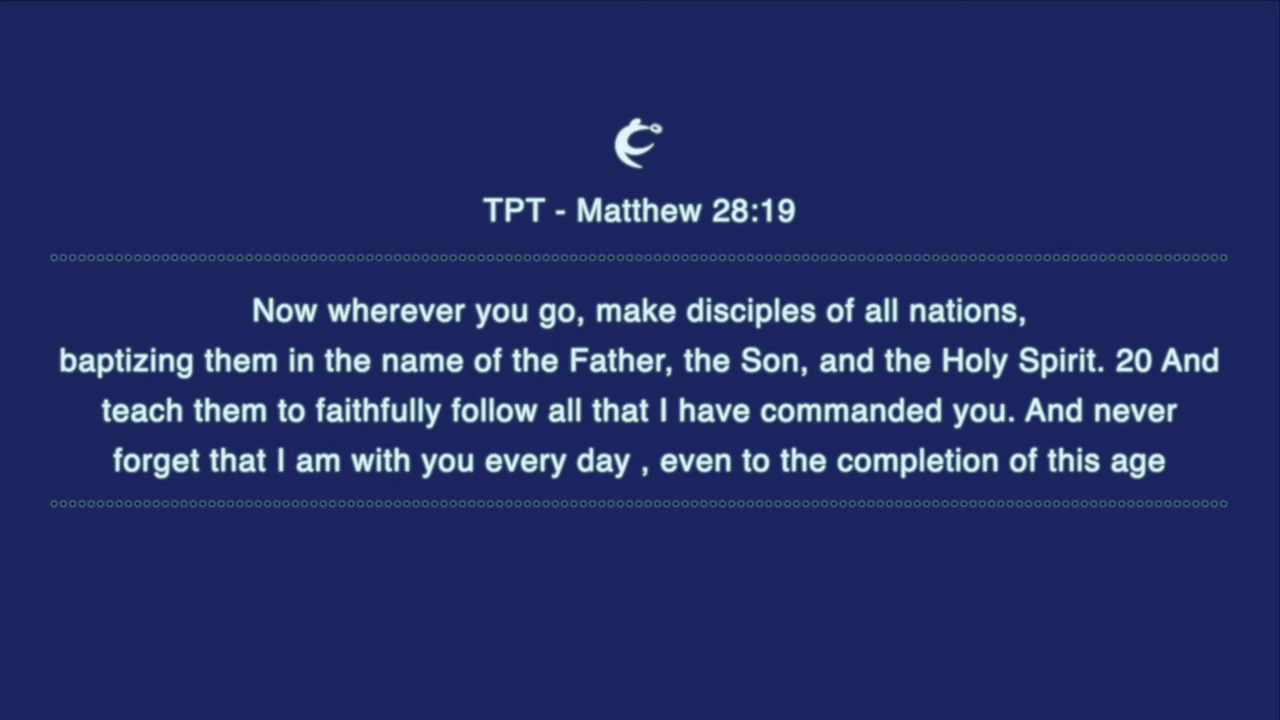 TPT - Matthew 28:19
Now wherever you go, make disciples of all nations,
baptizing them in the name of the Father, the Son, and the Holy Spirit. 20 And
teach them to faithfully follow all that I have commanded you. And never
forget that I am with you every day , even to the completion of this age